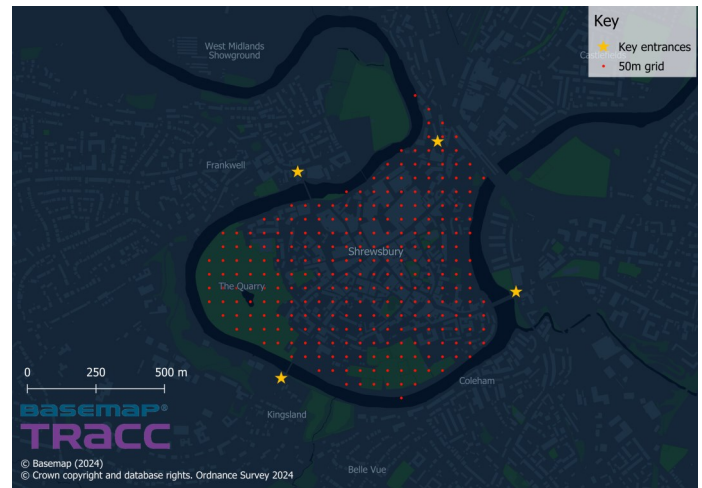 Key
Key entrances
50m grid
West Midlands
Showground
Castlefields
Frankwell
Shrewsbury
The Quarry
0 250 500 m
Coleham
Kingsland
BASEMAP®
TRACC
© Basemap (2024)
© Crown copyright and database rights. Ordnance Survey 2024
Belle Vue